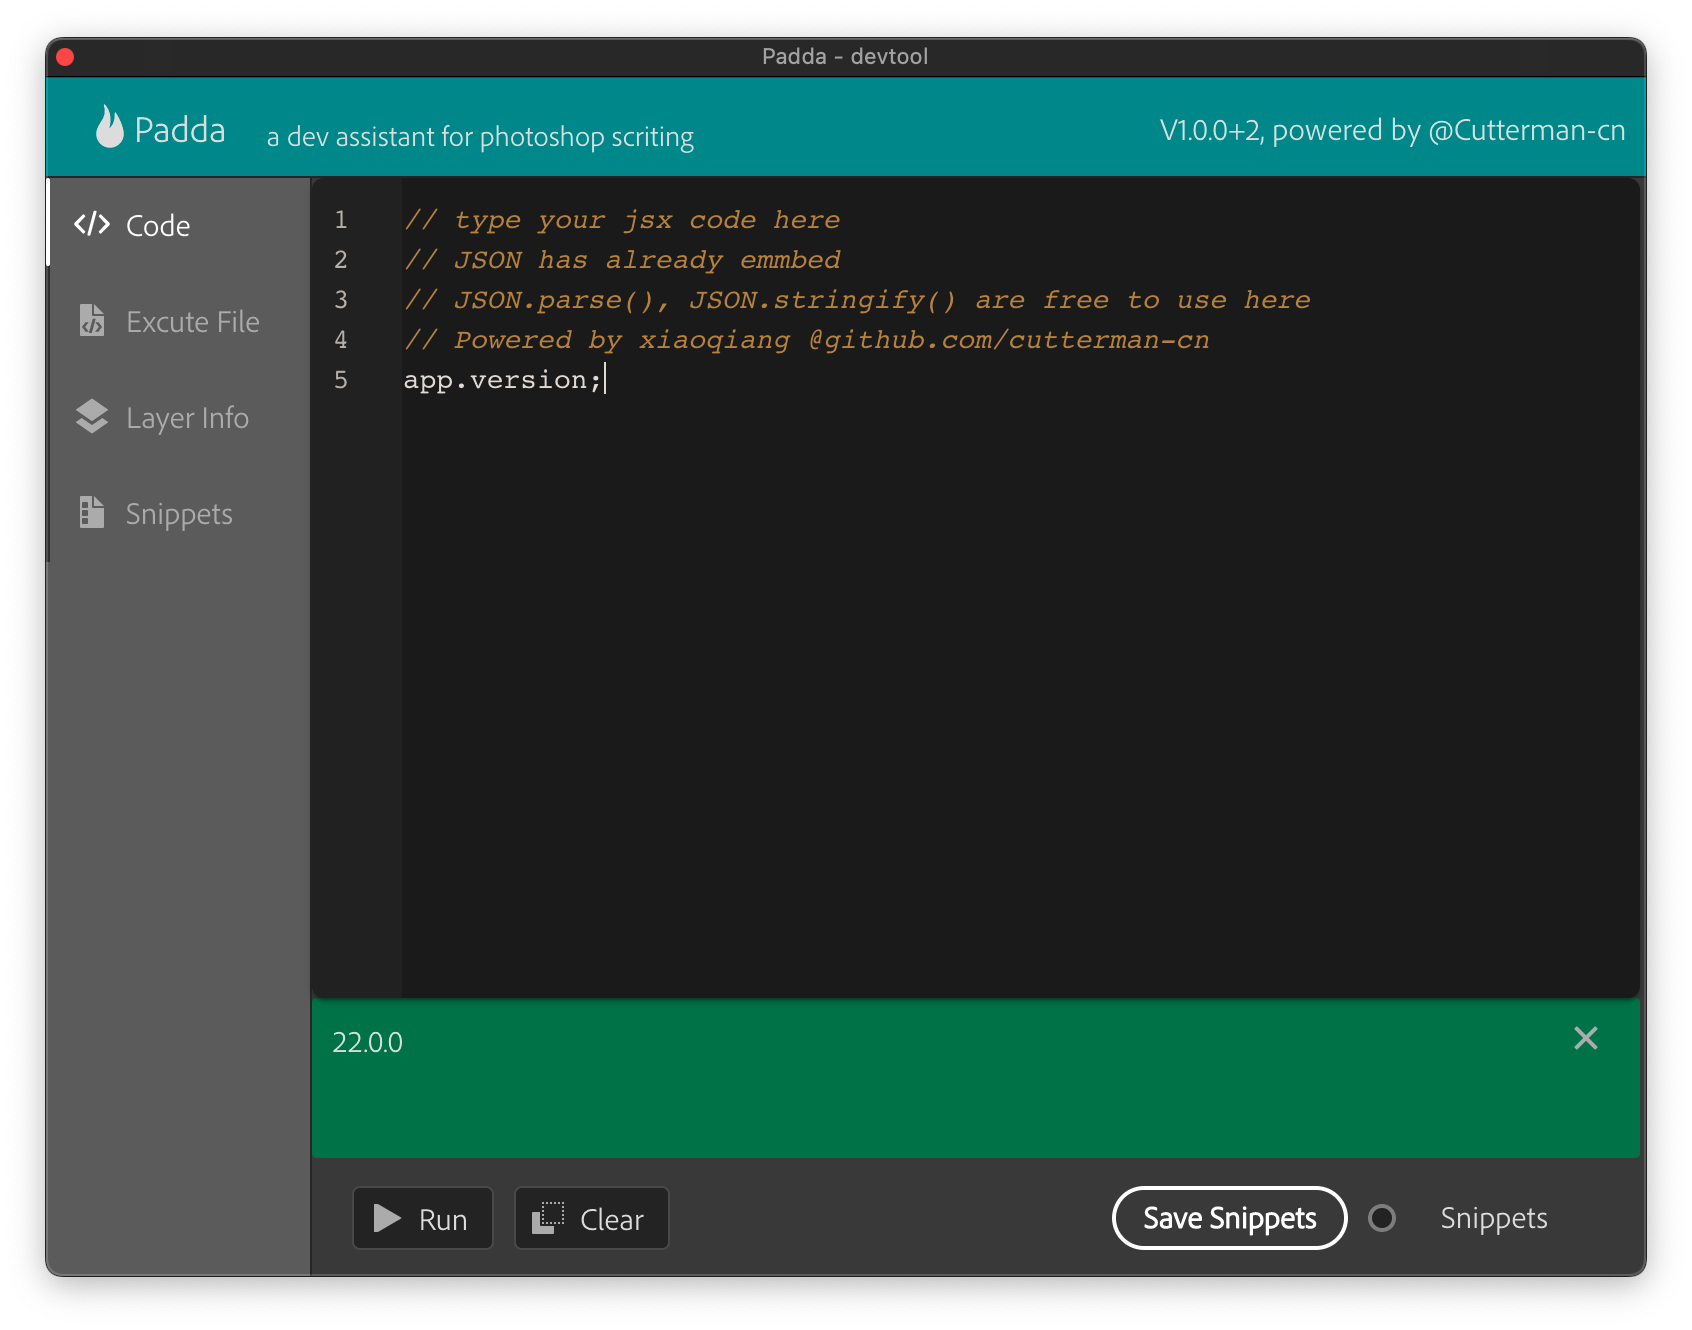 Padda - devtool
Padda
a dev assistant for photoshop scriting
V1.0.0+2, powered by @Cutterman-cn
Code
Excute File
Layer Info
Snippets
1 // type your jsx code here
2 // JSON has already emmbed
3 // JSON.parse(), JSON.stringify() are free to use here
4 // Powered by xiaoqiang @github.com/cutterman-cn
5 app.version;
22.0.0
Run
Clear
Save Snippets
Snippets